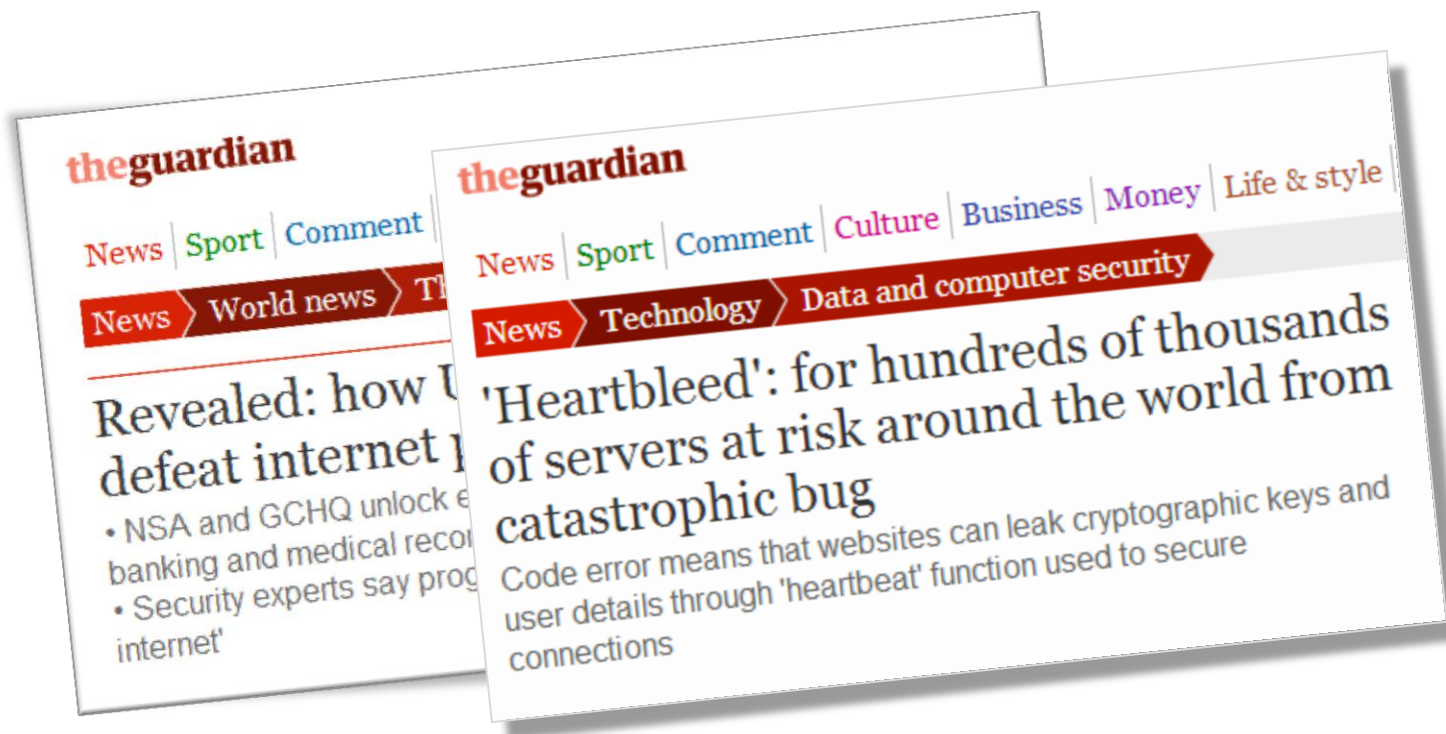 theguardian
News Sport Comment
News World news
Revealed: how
defeat internet
• NSA and GCHQ unlock
banking and medical
• Security experts say
internet'
theguardian
News Sport Comment Culture Business Money Life & style
News Technology Data and computer security
'Heartbleed': for hundreds of thousands
of servers at risk around the world from
catastrophic bug
Code error means that websites can leak cryptographic keys and
user details through 'heartbeat' function used to secure
connections